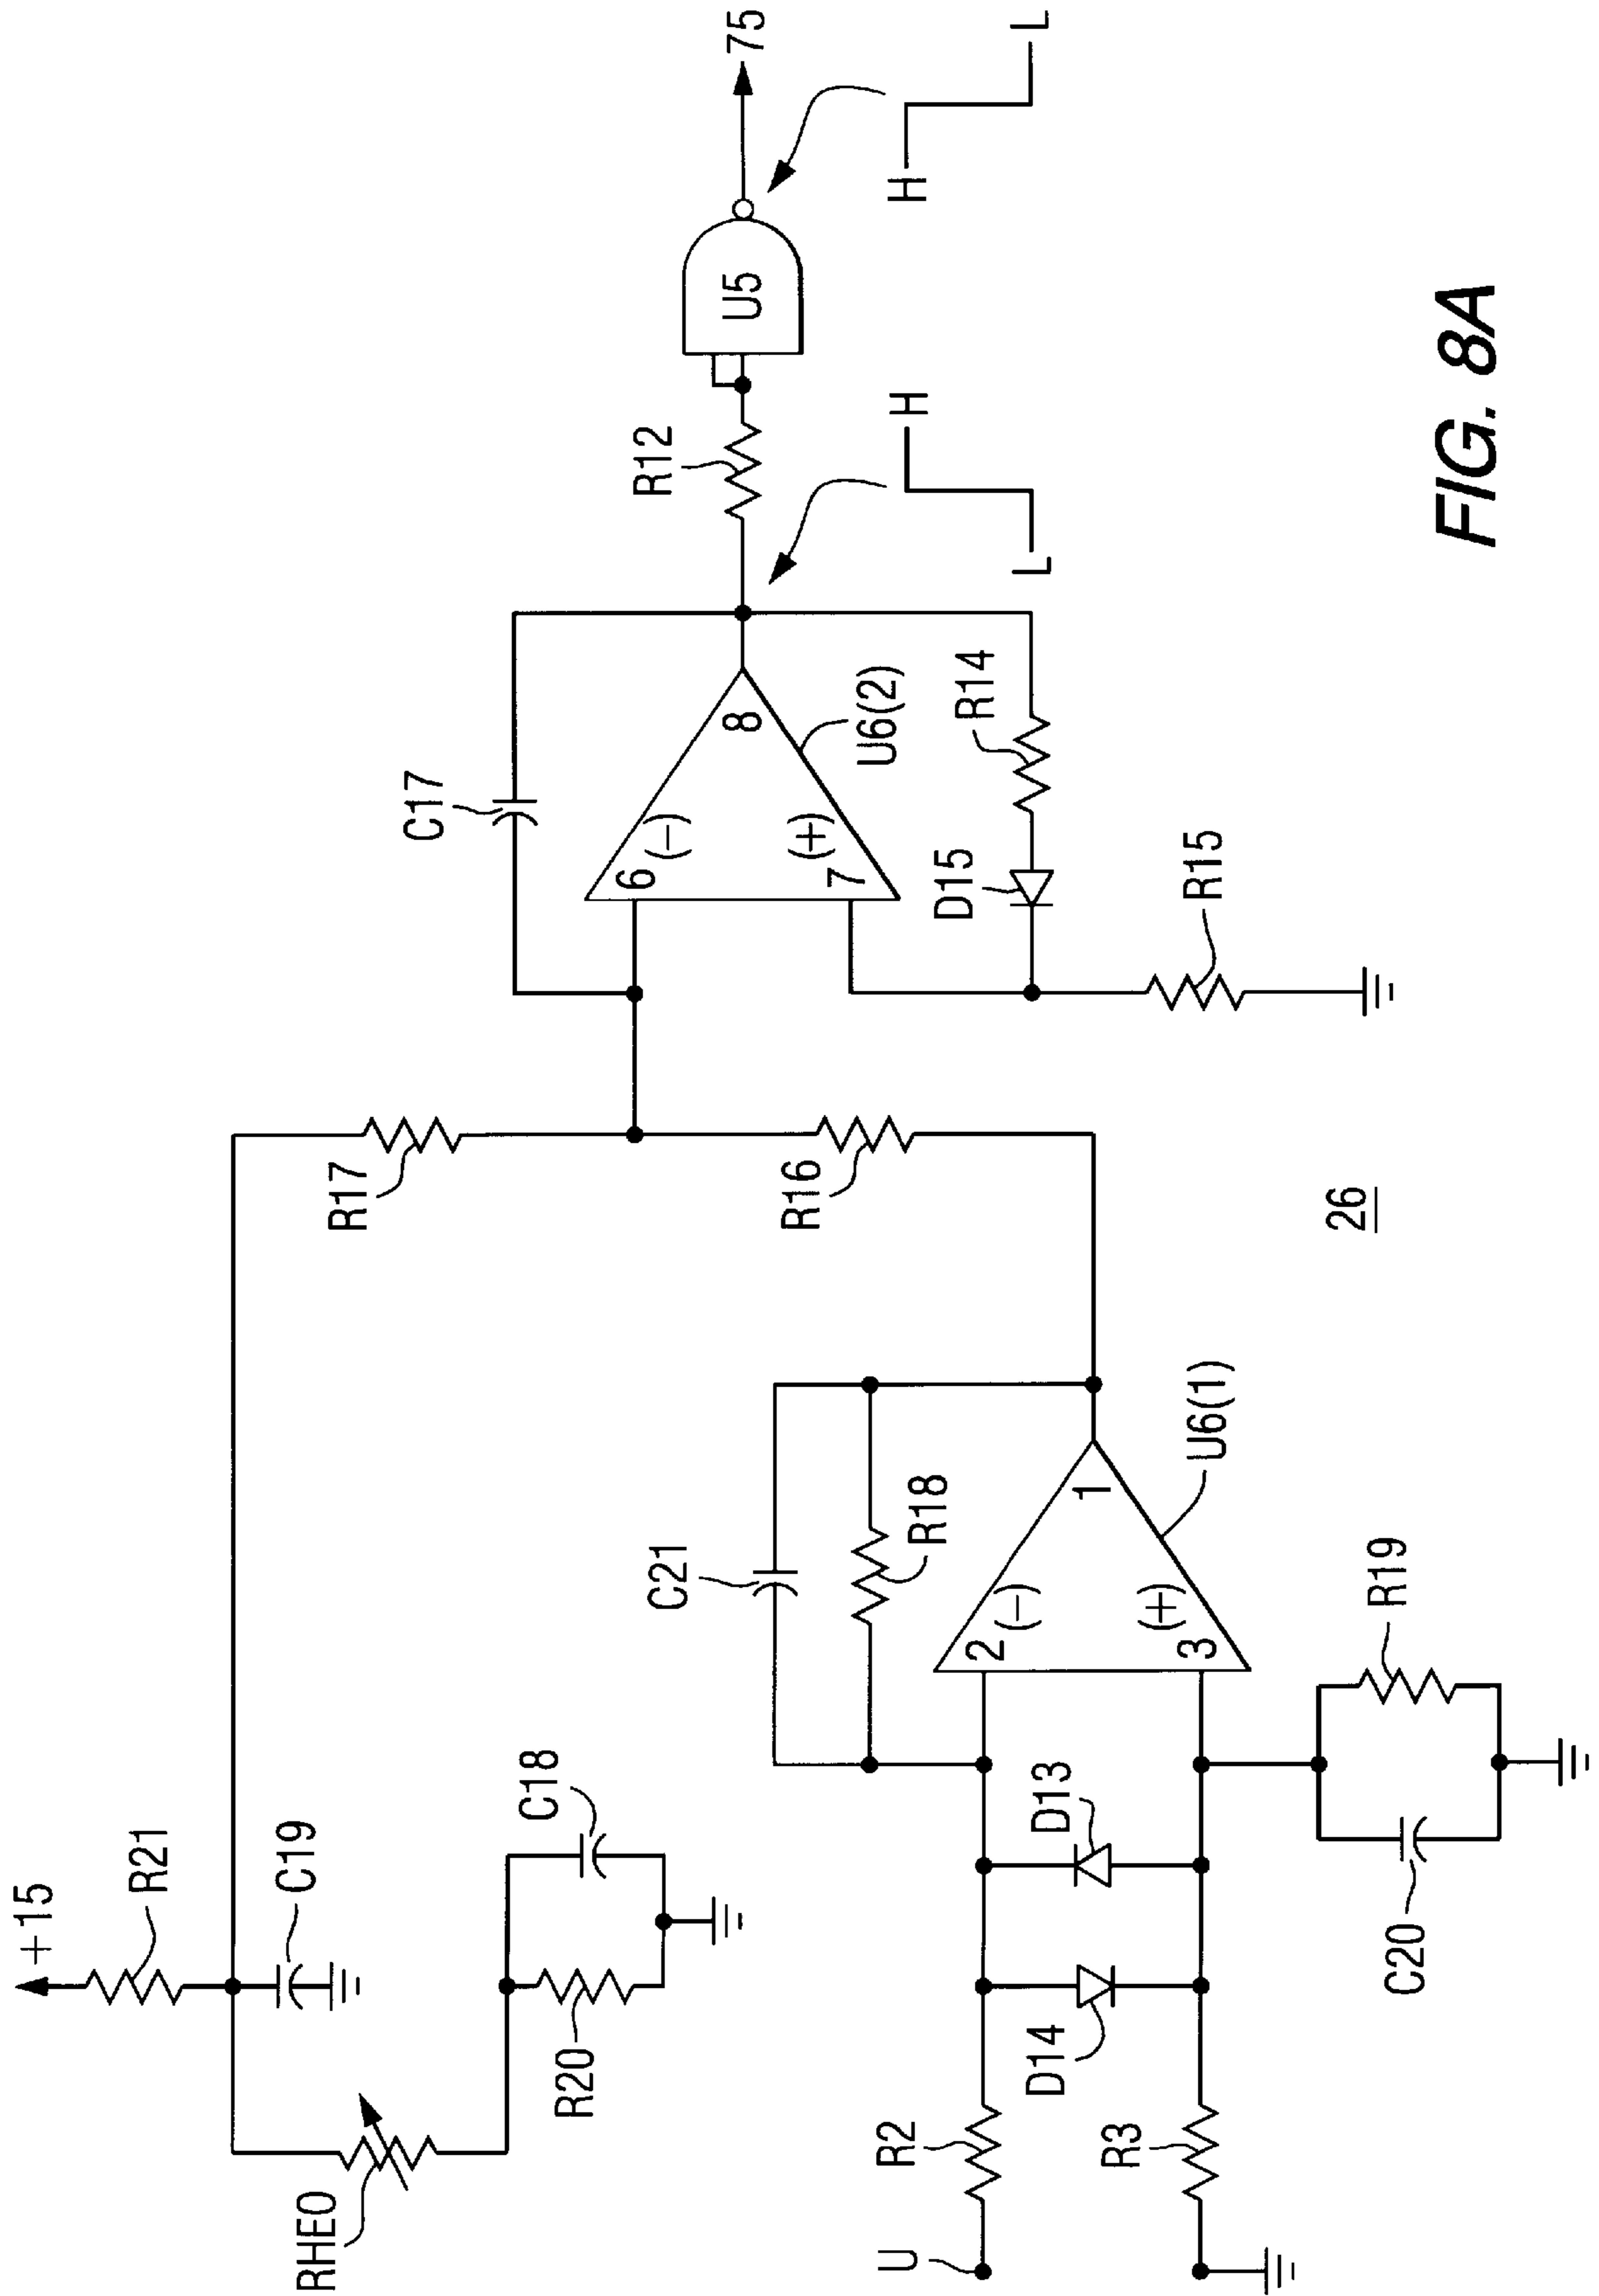 +15
R21
C19
RHEO
R20
C18
R17
R16
C17
6
(−)
8
(+)
7
U6(2)
D15
R14
R15
L
H
R12
U5
75
H
L
U
R2
R3
D14
D13
C21
R18
2
(−)
1
(+)
3
U6(1)
C20
R19
26
FIG. 8A